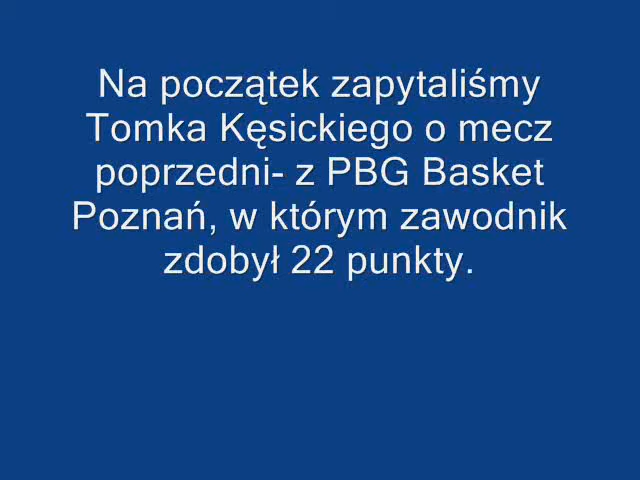 Na początek zapytaliśmy
Tomka Kęsickiego o mecz
poprzedni- z PBG Basket
Poznań, w którym zawodnik
zdobył 22 punkty.